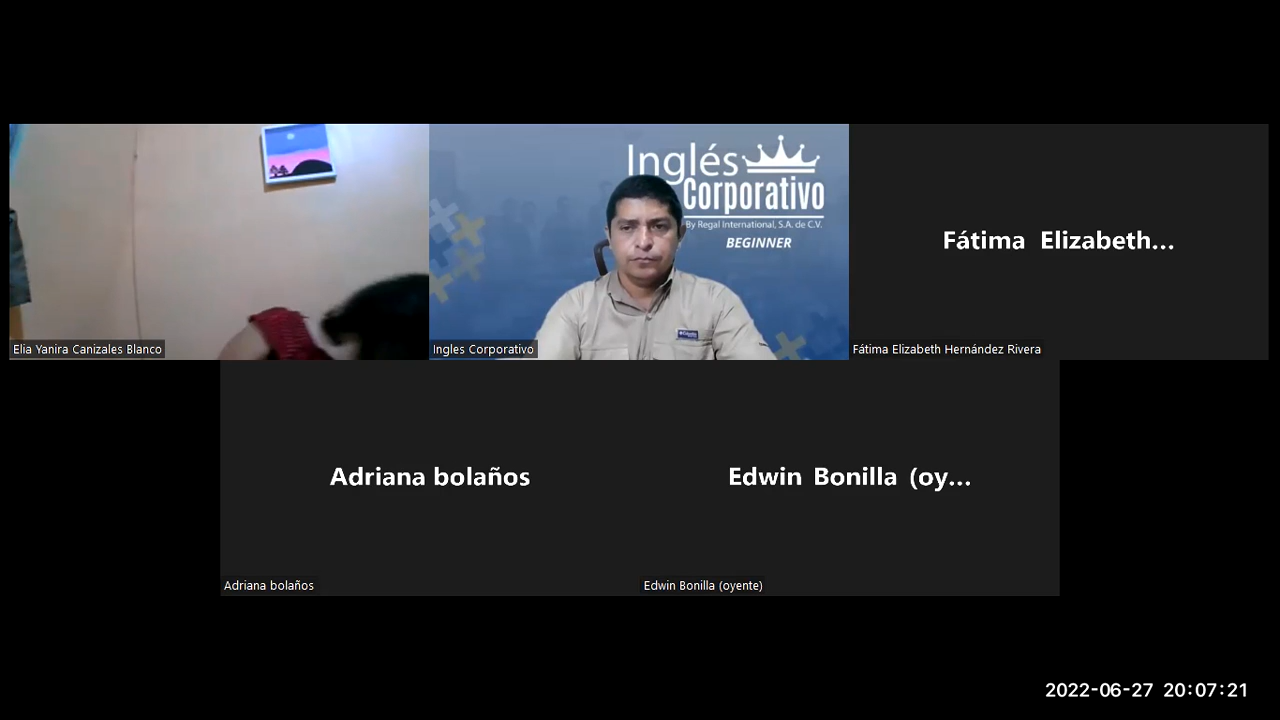 Inglés
Corporativo
By Regal International, S.A. de C.V.
BEGINNER
Fátima Elizabeth...
Elia Yanira Canizales Blanco
Ingles Corporativo
Fátima Elizabeth Hernández Rivera
Adriana bolaños
Edwin Bonilla (oy...
Adriana bolaños
Edwin Bonilla (oyente)
2022-06-27 20:07:21